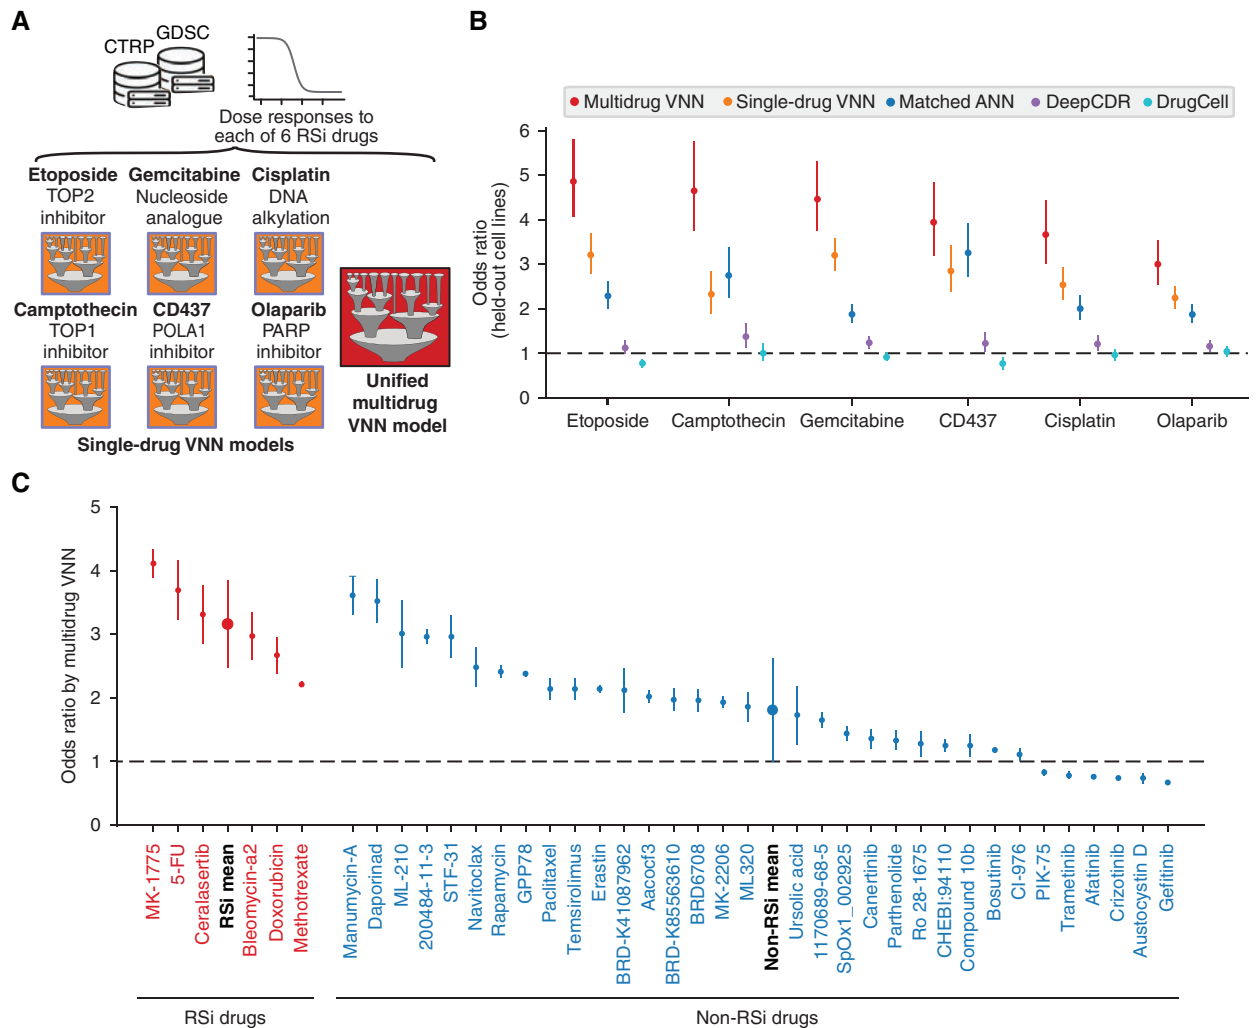 A
CTRP
GDSC
Dose responses to
each of 6 RSi drugs
Etoposide
TOP2
inhibitor
Gemcitabine
Nucleoside
analogue
Cisplatin
DNA
alkylation
Camptothecin
TOP1
inhibitor
CD437
POLA1
inhibitor
Olaparib
PARP
inhibitor
Single-drug VNN models
Unified
multidrug
VNN model
B
Multidrug VNN
Single-drug VNN
Matched ANN
DeepCDR
DrugCell
Odds ratio
(held-out cell lines)
6
5
4
3
2
1
0
Etoposide
Camptothecin
Gemcitabine
CD437
Cisplatin
Olaparib
C
Odds ratio by multidrug VNN
5
4
3
2
1
0
MK-1775
5-FU
Ceralasertib
RSi mean
Bleomycin-a2
Doxorubicin
Methotrexate
Manumycin-A
Daporinad
ML-210
200484-11-3
STF-31
Navitoclax
Rapamycin
GPP78
Paclitaxel
Temsirolimus
Erastin
BRD-K41087962
Aacocf3
BRD-K85563610
BRD6708
MK-2206
ML320
Non-RSi mean
Ursolic acid
1170689-68-5
SpOx1_002925
Canertinib
Parthenolide
Ro 28-1675
CHEBI:94110
Compound 10b
Bosutinib
CI-976
PIK-75
Trametinib
Afatinib
Crizotinib
Austocystin D
Gefitinib
RSi drugs
Non-RSi drugs